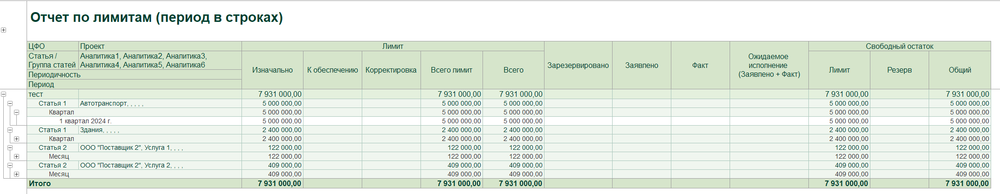 Отчет по лимитам (период в строках)
ЦФО Проект Лимит Зарезервировано Заявлено Факт Ожидаемое исполнение (Заявлено + Факт) Свободный остаток
Статья / Группа статей Аналитика1, Аналитика2, Аналитика3, Аналитика4, Аналитика5, Аналитика6 Изначально К обеспечению Корректировка Всего лимит Всего Лимит Резерв Общий
Периодичность
Период
тест 7 931 000,00 7 931 000,00 7 931 000,00 7 931 000,00 7 931 000,00
Статья 1 Автотранспорт, , , , , 5 000 000,00 5 000 000,00 5 000 000,00 5 000 000,00 5 000 000,00
Квартал 5 000 000,00 5 000 000,00 5 000 000,00 5 000 000,00 5 000 000,00
1 квартал 2024 г. 5 000 000,00 5 000 000,00 5 000 000,00 5 000 000,00 5 000 000,00
Статья 1 Здания, , , , , 2 400 000,00 2 400 000,00 2 400 000,00 2 400 000,00 2 400 000,00
Квартал 2 400 000,00 2 400 000,00 2 400 000,00 2 400 000,00 2 400 000,00
Статья 2 ООО "Поставщик 2", Услуга 1, , , , 122 000,00 122 000,00 122 000,00 122 000,00 122 000,00
Месяц 122 000,00 122 000,00 122 000,00 122 000,00 122 000,00
Статья 2 ООО "Поставщик 2", Услуга 2, , , , 409 000,00 409 000,00 409 000,00 409 000,00 409 000,00
Месяц 409 000,00 409 000,00 409 000,00 409 000,00 409 000,00
Итого 7 931 000,00 7 931 000,00 7 931 000,00 7 931 000,00 7 931 000,00